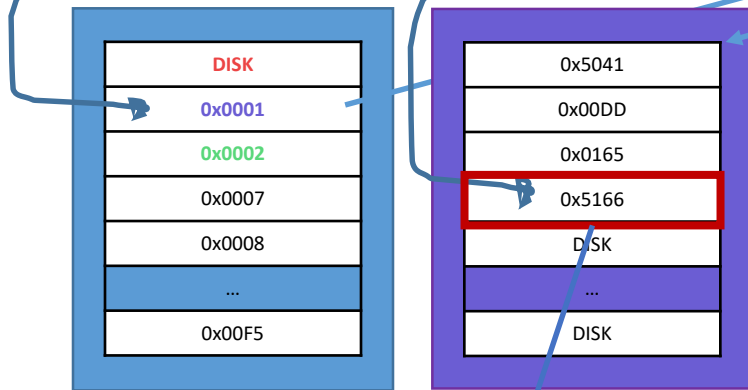 DISK
0x0001
0x0002
0x0007
0x0008
...
0x00F5
0x5041
0x00DD
0x0165
0x5166
DISK
...
DISK